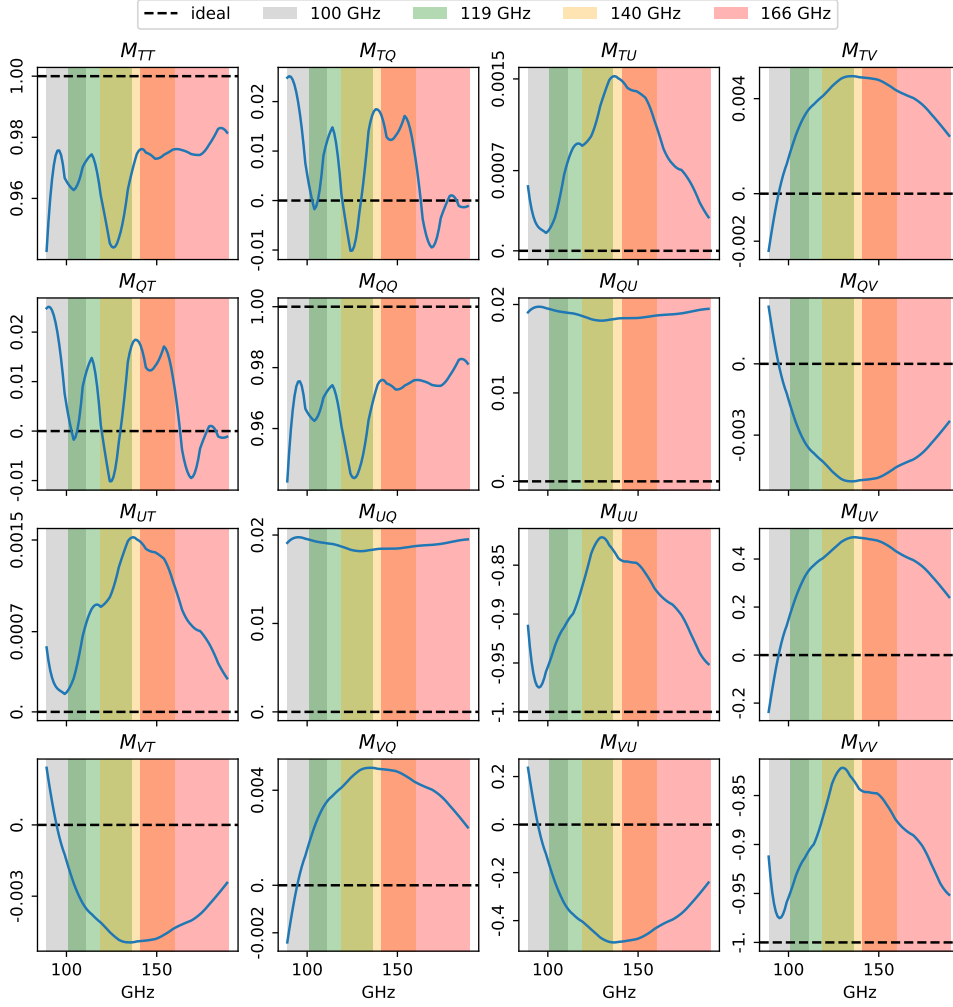 ideal 100 GHz 119 GHz 140 GHz 166 GHz
M_TT M_TQ M_TU M_TV
1.00 0.98 0.96
0.02 0.01 0. -0.01
0.0015 0.0007 0.
0.004 0. -0.002
M_QT M_QQ M_QU M_QV
0.02 0.01 0. -0.01
1.00 0.98 0.96
0.02 0.01 0.
0. -0.003
M_UT M_UQ M_UU M_UV
0.0015 0.0007 0.
0.02 0.01 0.
-0.85 -0.9 -0.95 -1.
0.4 0.2 0. -0.2
M_VT M_VQ M_VU M_VV
0. -0.003
0.004 0. -0.002
0.2 0. -0.2 -0.4
-0.85 -0.9 -0.95 -1.
100 150 100 150 100 150 100 150
GHz GHz GHz GHz